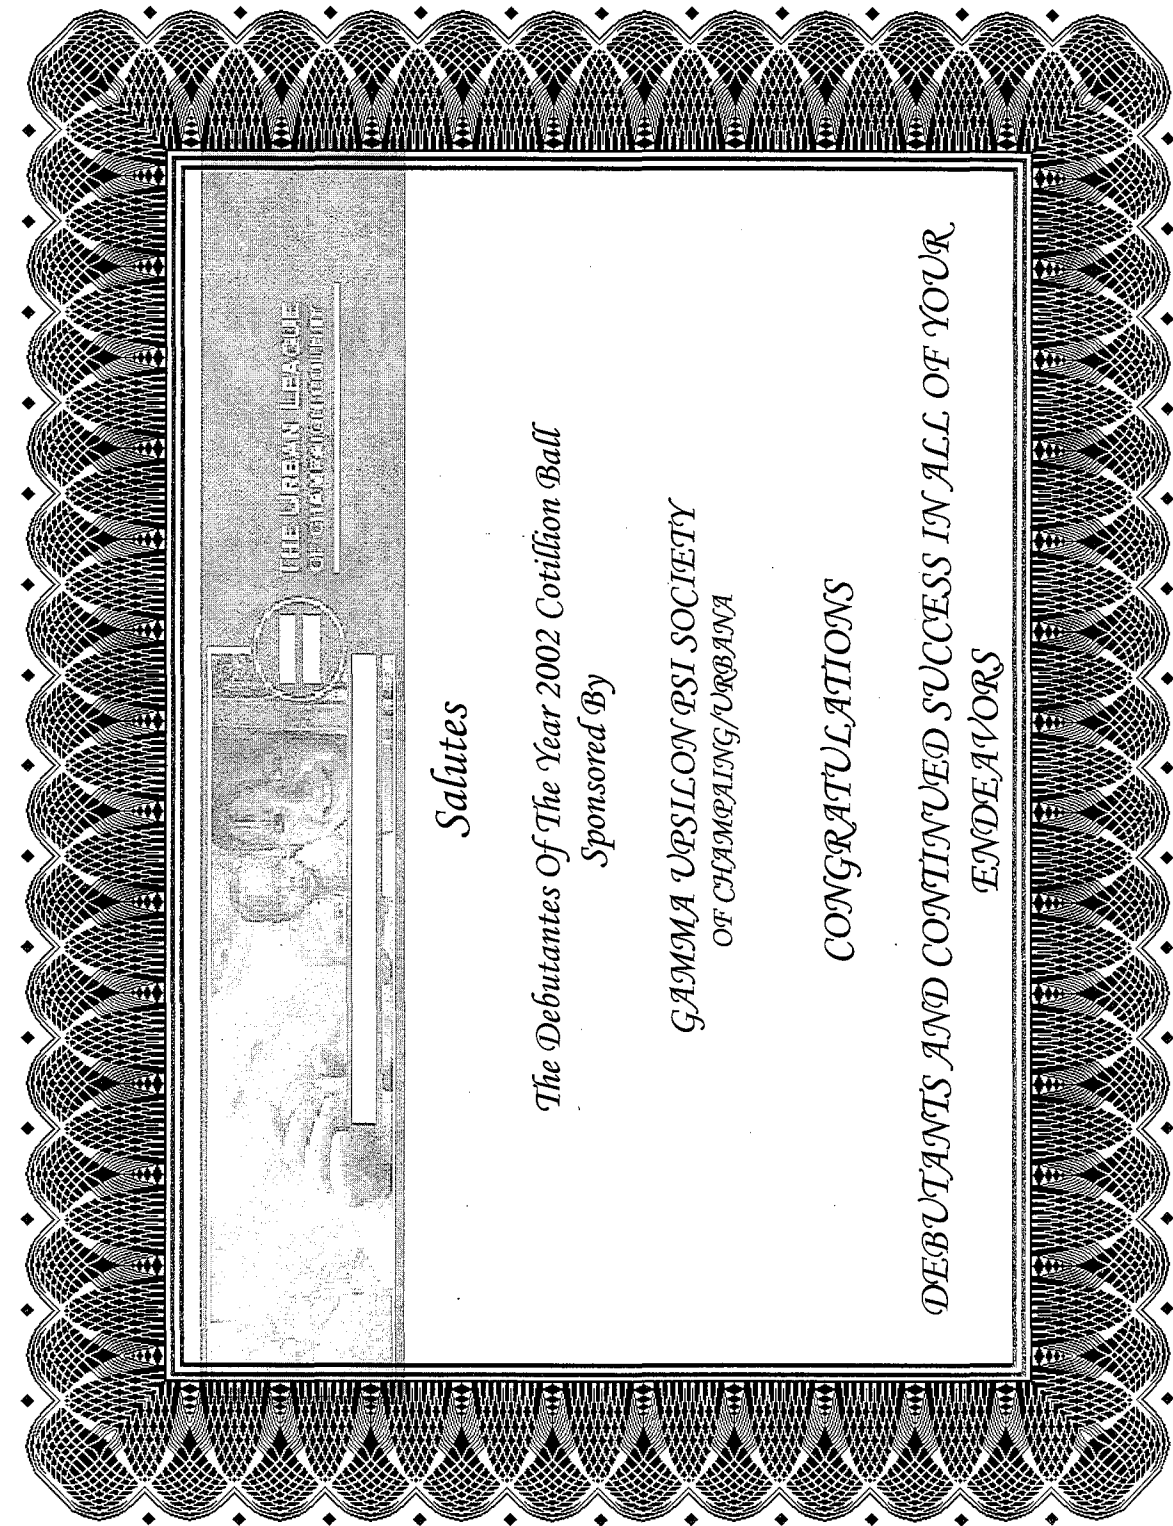 THE URBAN LEAGUE
OF CHAMPAIGN COUNTY
Salutes
The Debutantes Of The Year 2002 Cotillion Ball
Sponsored By
GAMMA UPSILON PSI SOCIETY
OF CHAMPAING/URBANA
CONGRATULATIONS
DEBUTANTS AND CONTINUED SUCCESS IN ALL OF YOUR
ENDEAVORS